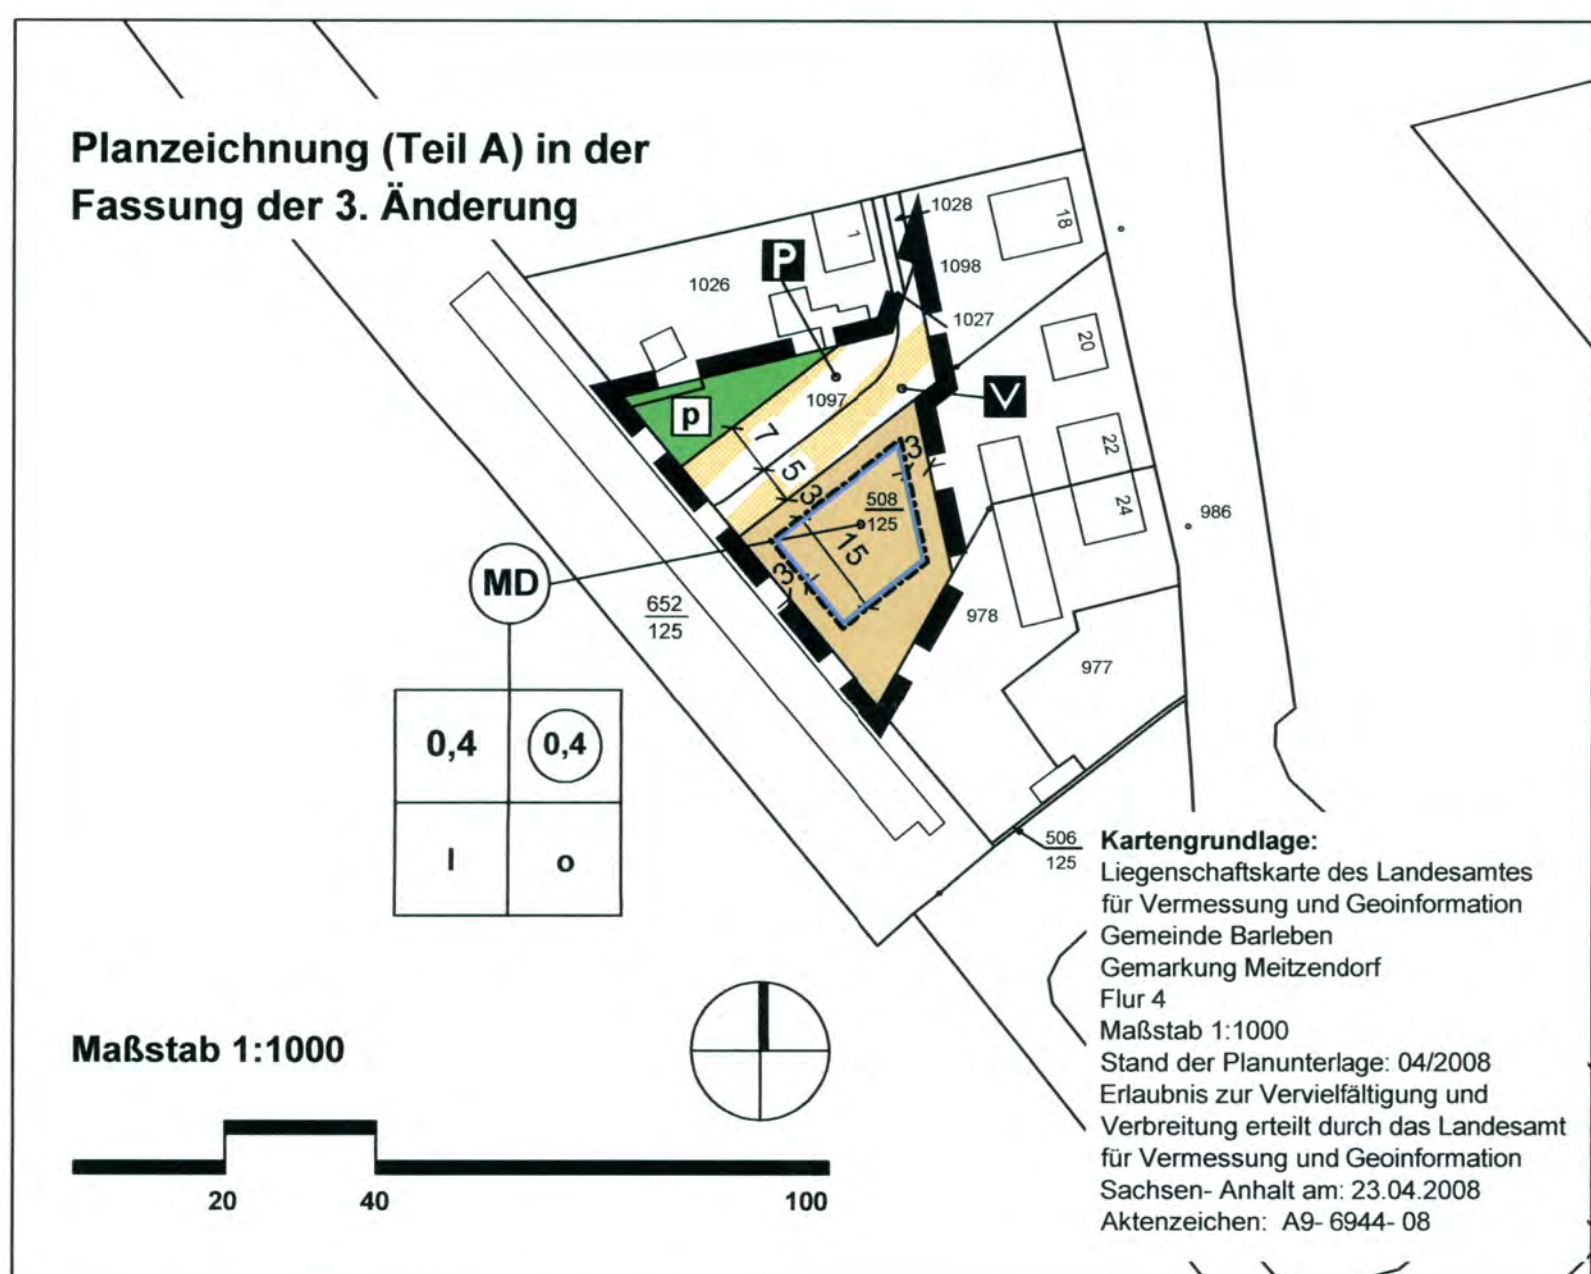 Planzeichnung (Teil A) in der
Fassung der 3. Änderung
1028
18
1
P
1098
1026
1027
20
V
1097
p
7
22
3
5
3
508
125
24
986
15
MD
3
652
125
978
977
0,4
0,4
I
o
506
125
Kartengrundlage:
Liegenschaftskarte des Landesamtes
für Vermessung und Geoinformation
Gemeinde Barleben
Gemarkung Meitzendorf
Flur 4
Maßstab 1:1000
Stand der Planunterlage: 04/2008
Erlaubnis zur Vervielfältigung und
Verbreitung erteilt durch das Landesamt
für Vermessung und Geoinformation
Sachsen- Anhalt am: 23.04.2008
Aktenzeichen: A9- 6944- 08
Maßstab 1:1000
20
40
100